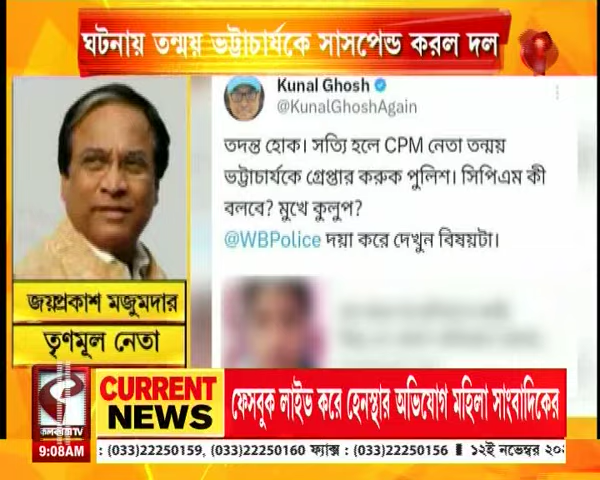 ঘটনায় তন্ময় ভট্টাচার্যকে সাসপেন্ড করল দল
Kunal Ghosh
@KunalGhoshAgain
তদন্ত হোক। সত্যি হলে CPM নেতা তন্ময়
ভট্টাচার্যকে গ্রেপ্তার করুক পুলিশ। সিপিএম কী
বলবে? মুখে কুলুপ?
@WBPolice দয়া করে দেখুন বিষয়টা।
জয়প্রকাশ মজুমদার
তৃণমূল নেতা
CURRENT
NEWS
ফেসবুক লাইভ করে হেনস্থার অভিযোগ মহিলা সাংবাদিকের
কলকাতা TV
9:08AM
: (033)22250159, (033)22250160 ফ্যাক্স : (033)22250156 ১২ই নভেম্বর